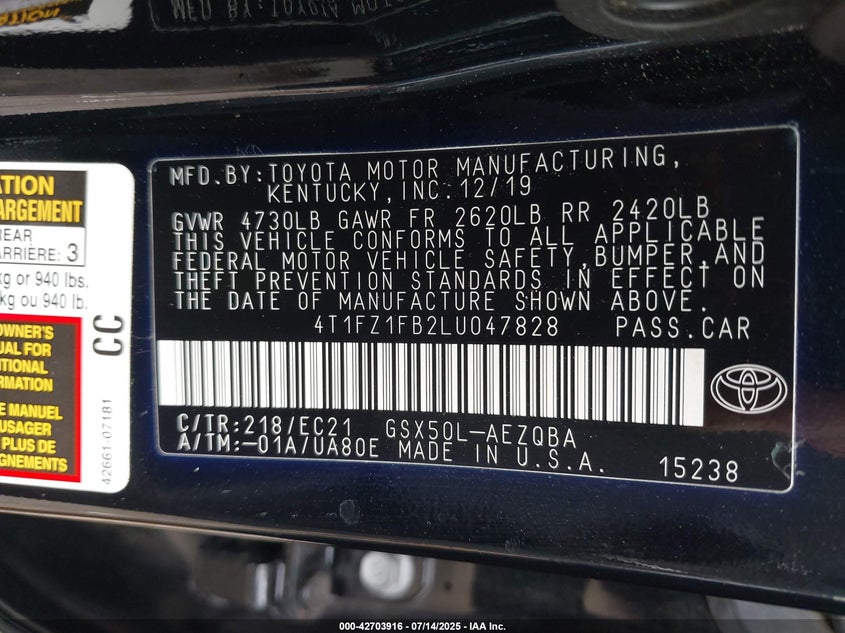 ATION
ARGEMENT
REAR
ARRIÈRE: 3
kg or 940 lbs.
kg ou 940 lb.
OWNER'S
UAL FOR
ITIONAL
RMATION
LE MANUEL
'USAGER
PLUS DE
IGNEMENTS
CC
42661-07181
MFD. BY: TOYOTA MOTOR MANUFACTURING,
KENTUCKY, INC. 12/19
GVWR 4730LB GAWR FR 2620LB RR 2420LB
THIS VEHICLE CONFORMS TO ALL APPLICABLE
FEDERAL MOTOR VEHICLE SAFETY, BUMPER, AND
THEFT PREVENTION STANDARDS IN EFFECT ON
THE DATE OF MANUFACTURE SHOWN ABOVE.
4T1FZ1FB2LU047828 PASS. CAR
C/TR: 218/EC21 GSX50L-AEZQBA
A/TM: -01A/UA80E MADE IN U.S.A. 15238
000-42703916 - 07/14/2025 - IAA Inc.